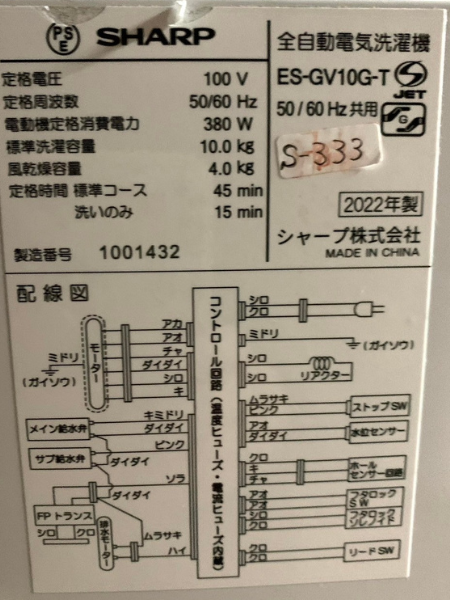 PS
E
SHARP
全自動電気洗濯機
ES-GV10G-T
JET
50/60Hz共用
G
S-333
定格電圧 100 V
定格周波数 50/60 Hz
電動機定格消費電力 380 W
標準洗濯容量 10.0 kg
風乾燥容量 4.0 kg
定格時間 標準コース 45 min
洗いのみ 15 min
製造番号 1001432
2022年製
シャープ株式会社
MADE IN CHINA
配線図
コントロール回路(温度ヒューズ・電流ヒューズ内蔵)
モーター
ミドリ
(ガイソウ)
アカ
アオ
チャ
ダイダイ
シロ
キ
メイン給水弁
キミドリ
ダイダイ
サブ給水弁
ピンク
ダイダイ
ソラ
ダイダイ
FPトランス
シロ
クロ
排水モーター
ムラサキ
ハイ
シロ
クロ
ミドリ
(ガイソウ)
シロ
シロ
リアクター
ムラサキ
ピンク
ストップSW
アオ
ダイダイ
水位センサー
クロ
キ
チャ
ホール
センサー回路
アオ
アオ
フタロック
SW
シロ
クロ
フタロック
ソレノイド
クロ
クロ
リードSW